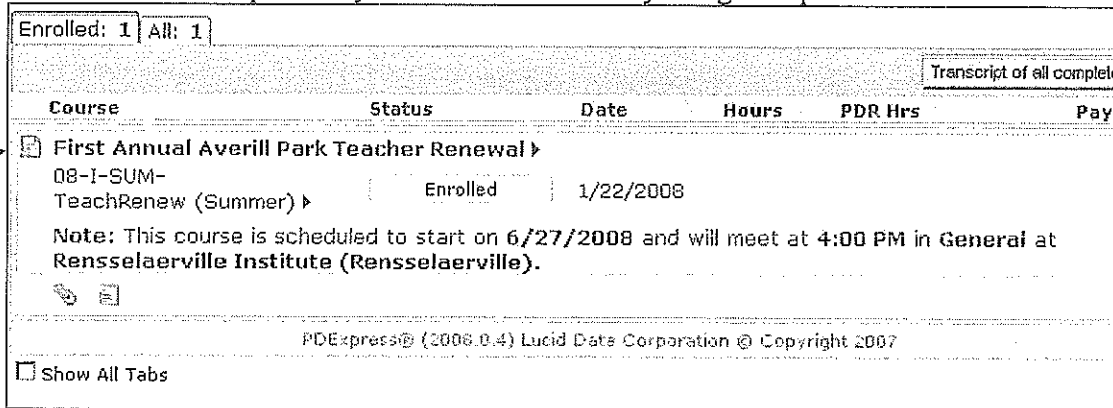 Enrolled: 1 All: 1
Transcript of all complet
Course Status Date Hours PDR Hrs Pay
First Annual Averill Park Teacher Renewal
08-I-SUM-
TeachRenew (Summer) Enrolled 1/22/2008
Note: This course is scheduled to start on 6/27/2008 and will meet at 4:00 PM in General at
Rensselaerville Institute (Rensselaerville).
PDExpress® (2006.0.4) Lucid Data Corporation © Copyright 2007
Show All Tabs